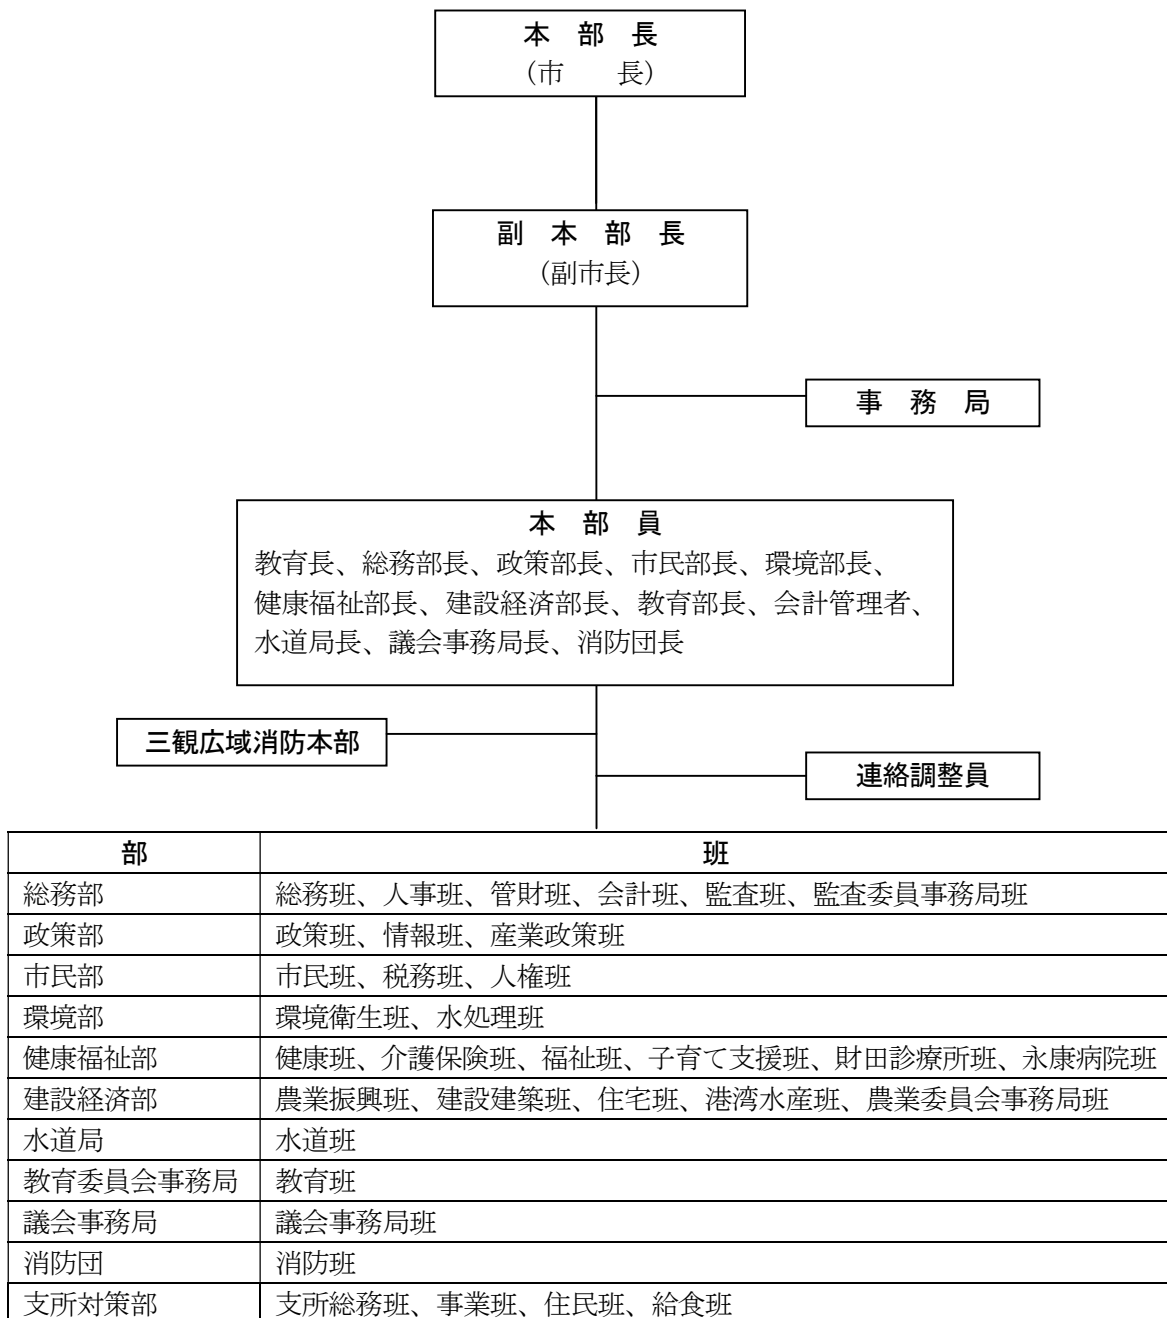 本 部 長
(市 長)
副 本 部 長
(副市長)
事 務 局
本 部 員
教育長、総務部長、政策部長、市民部長、環境部長、
健康福祉部長、建設経済部長、教育部長、会計管理者、
水道局長、議会事務局長、消防団長
三観広域消防本部
連絡調整員
部 班
総務部 総務班、人事班、管財班、会計班、監査班、監査委員事務局班
政策部 政策班、情報班、産業政策班
市民部 市民班、税務班、人権班
環境部 環境衛生班、水処理班
健康福祉部 健康班、介護保険班、福祉班、子育て支援班、財田診療所班、永康病院班
建設経済部 農業振興班、建設建築班、住宅班、港湾水産班、農業委員会事務局班
水道局 水道班
教育委員会事務局 教育班
議会事務局 議会事務局班
消防団 消防班
支所対策部 支所総務班、事業班、住民班、給食班